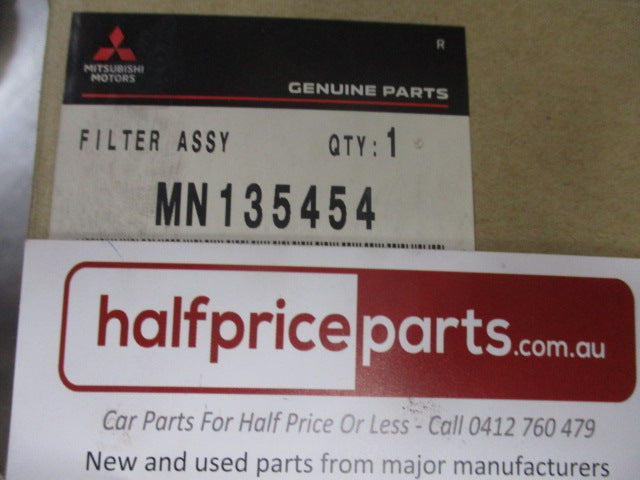 R
MITSUBISHI
MOTORS
GENUINE PARTS
FILTER ASSY QTY: 1
MN135454
halfpriceparts.com.au
Car Parts For Half Price Or Less - Call 0412 760 479
New and used parts from major manufacturers